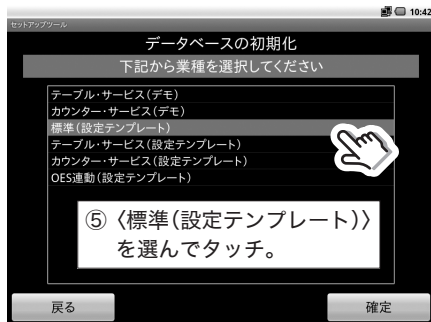 10:42
セットアップツール
データベースの初期化
下記から業種を選択してください
テーブル・サービス(デモ)
カウンター・サービス(デモ)
標準(設定テンプレート)
テーブル・サービス(設定テンプレート)
カウンター・サービス(設定テンプレート)
OES連動(設定テンプレート)
⑤〈標準(設定テンプレート)〉
を選んでタッチ。
戻る
確定